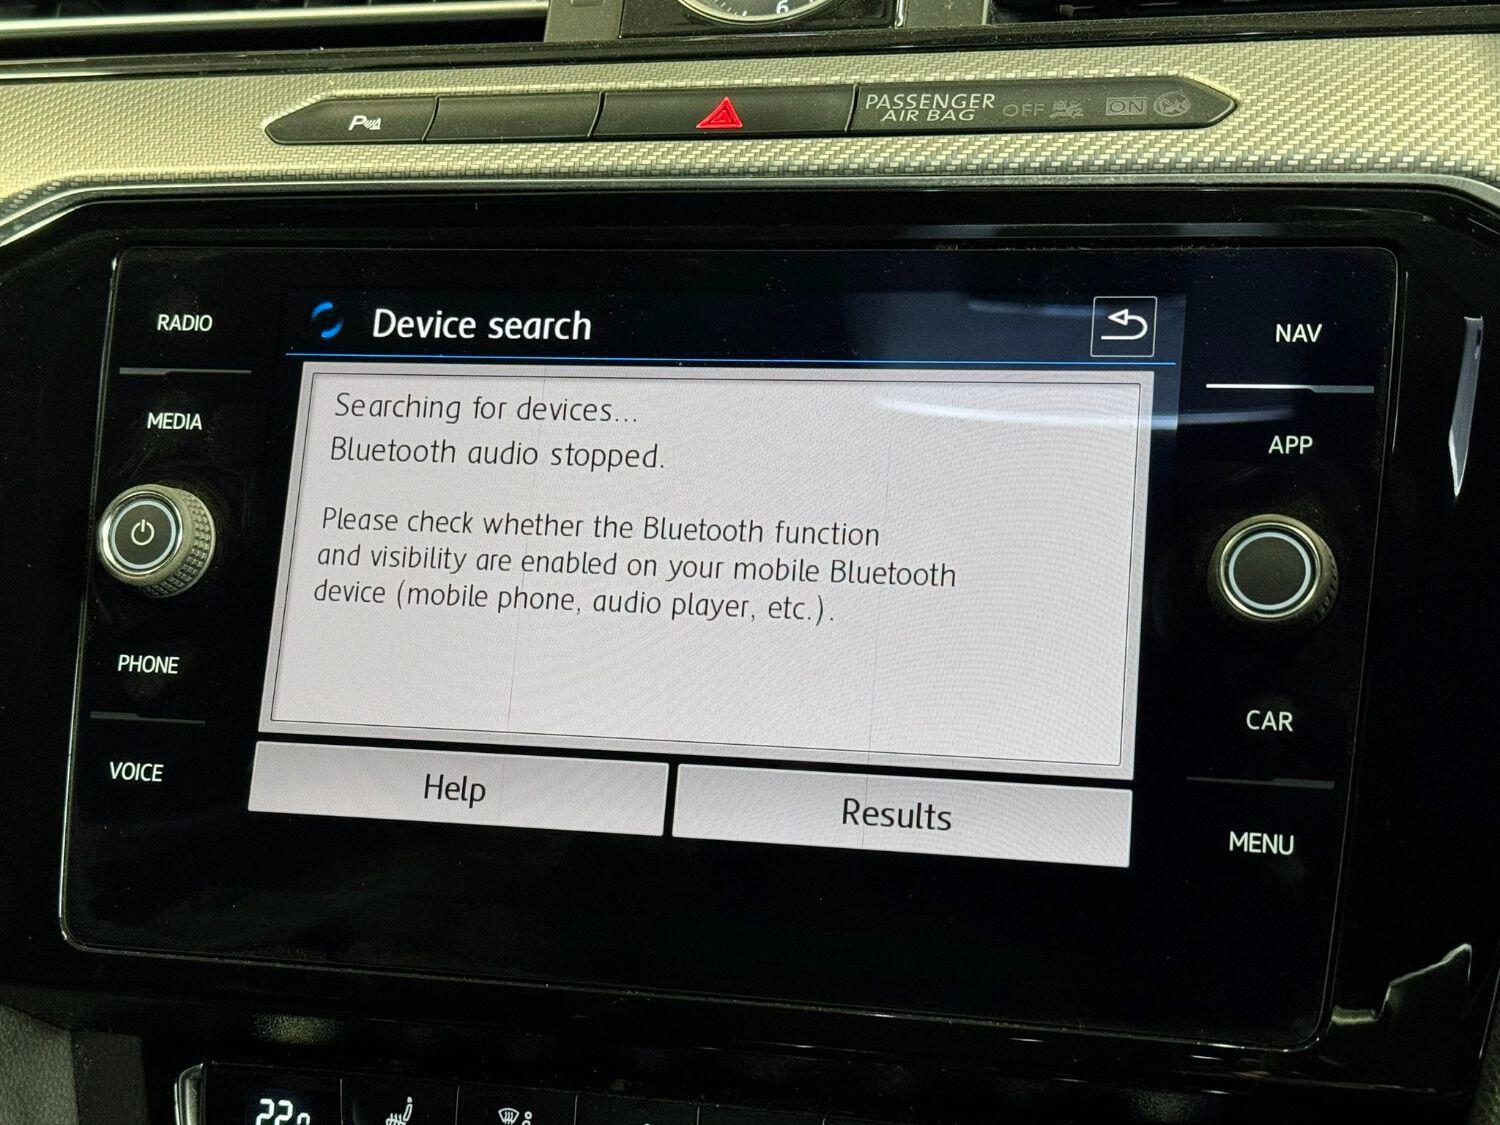 6
P
PASSENGER
AIR BAG OFF ON
Device search
RADIO
NAV
MEDIA
APP
Searching for devices...
Bluetooth audio stopped.
Please check whether the Bluetooth function
and visibility are enabled on your mobile Bluetooth
device (mobile phone, audio player, etc.).
PHONE
CAR
VOICE
MENU
Help
Results